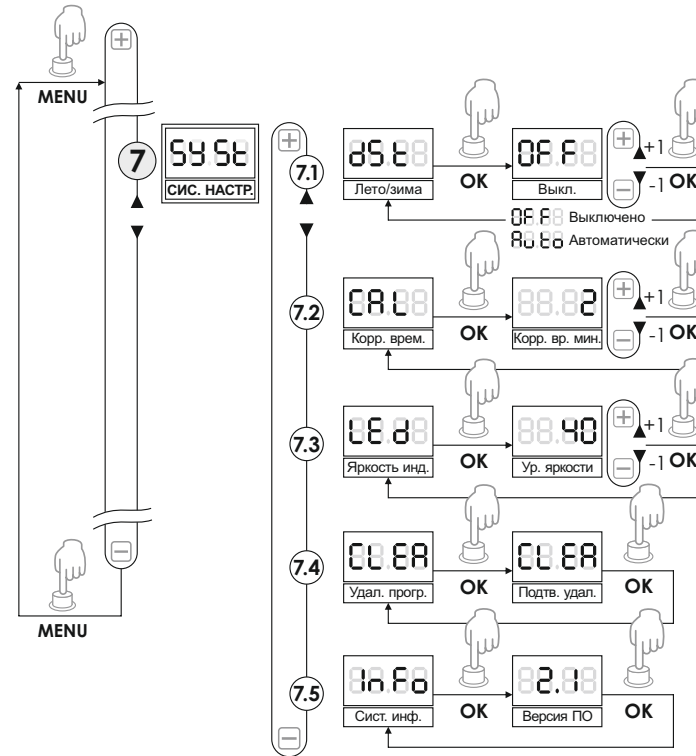 MENU
7
SYSt
СИС. НАСТР.
7.1
dSt
Лето/зима
OK
OFF
Выкл.
+
−
+1
-1 OK
OFF Выключено
Auto Автоматически
7.2
CAL
Корр. врем.
OK
2
Корр. вр. мин.
+
−
+1
-1 OK
7.3
LEd
Яркость инд.
OK
40
Ур. яркости
+
−
+1
-1 OK
7.4
CLEA
Удал. прогр.
OK
CLEA
Подтв. удал.
OK
MENU
7.5
InFo
Сист. инф.
OK
2.1
Версия ПО
OK